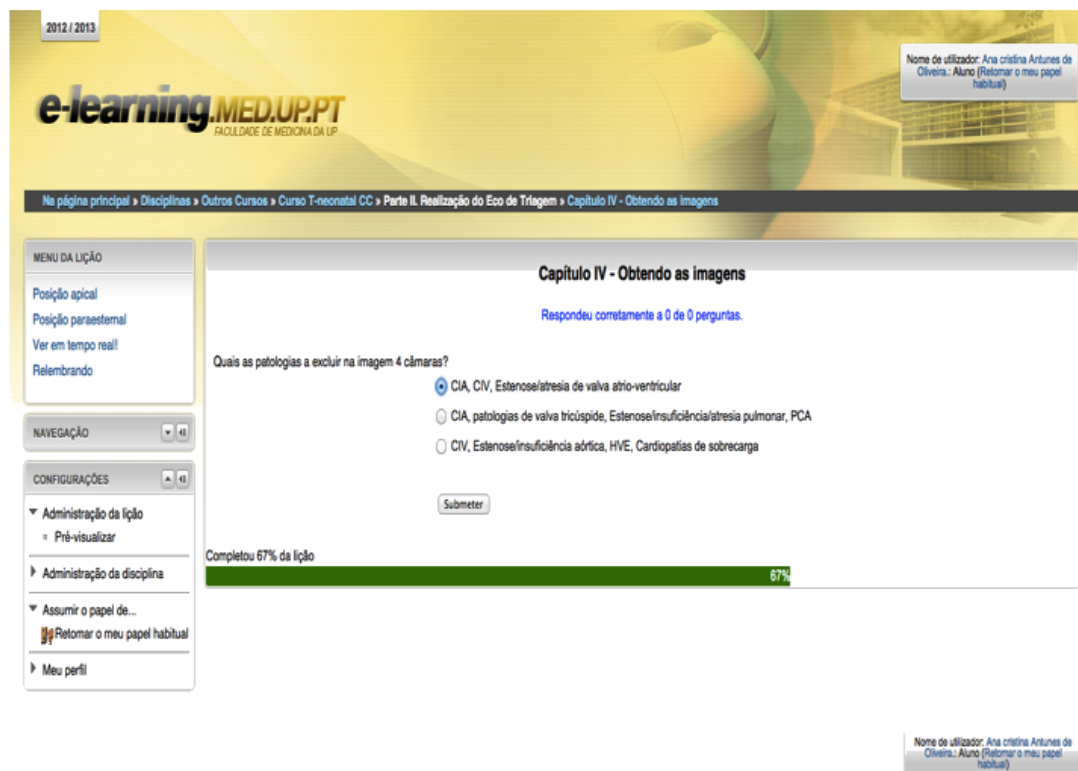 2012 / 2013
Nome de utilizador: Ana cristina Antunes de
Oliveira.: Aluno (Retomar o meu papel
habitual)
e-learning.MED.UP.PT
FACULDADE DE MEDICINA DA UP
Na página principal » Disciplinas » Outros Cursos » Curso T-neonatal CC » Parte II. Realização do Eco de Triagem » Capítulo IV - Obtendo as imagens
MENU DA LIÇÃO
Posição apical
Posição paraesternal
Ver em tempo real!
Relembrando
NAVEGAÇÃO
CONFIGURAÇÕES
Administração da lição
Pré-visualizar
Administração da disciplina
Assumir o papel de...
Retomar o meu papel habitual
Meu perfil
Capítulo IV - Obtendo as imagens
Respondeu corretamente a 0 de 0 perguntas.
Quais as patologias a excluir na imagem 4 câmaras?
CIA, CIV, Estenose/atresia de valva atrio-ventricular
CIA, patologias de valva tricúspide, Estenose/insuficiência/atresia pulmonar, PCA
CIV, Estenose/insuficiência aórtica, HVE, Cardiopatias de sobrecarga
Submeter
Completou 67% da lição
67%
Nome de utilizador: Ana cristina Antunes de
Oliveira.: Aluno (Retomar o meu papel
habitual)